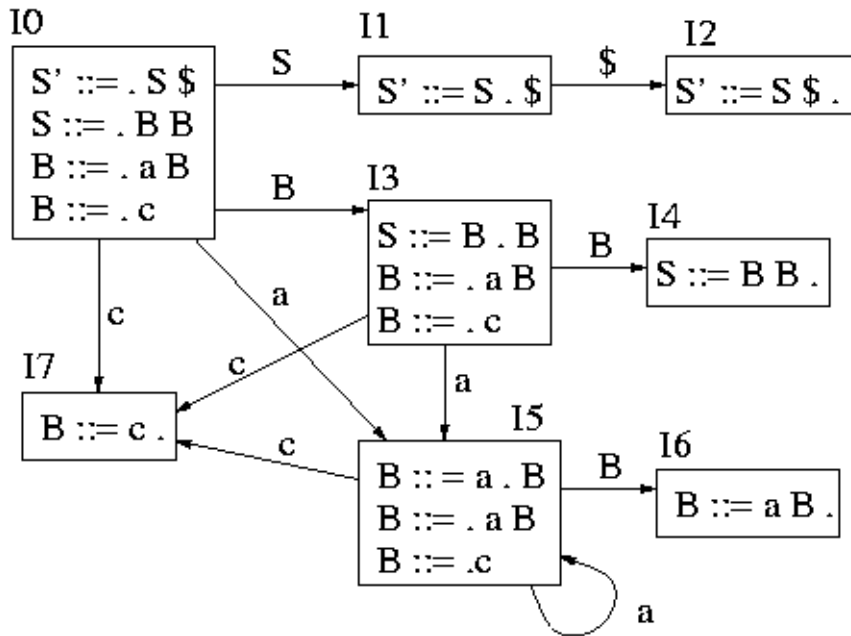 I0
S' ::= . S $
S ::= . B B
B ::= . a B
B ::= . c
S
I1
S' ::= S . $
$
I2
S' ::= S $ .
B
I3
S ::= B . B
B ::= . a B
B ::= . c
B
I4
S ::= B B .
c
a
c
a
I7
B ::= c .
c
I5
B :: = a . B
B ::= . a B
B ::= .c
B
I6
B ::= a B .
a